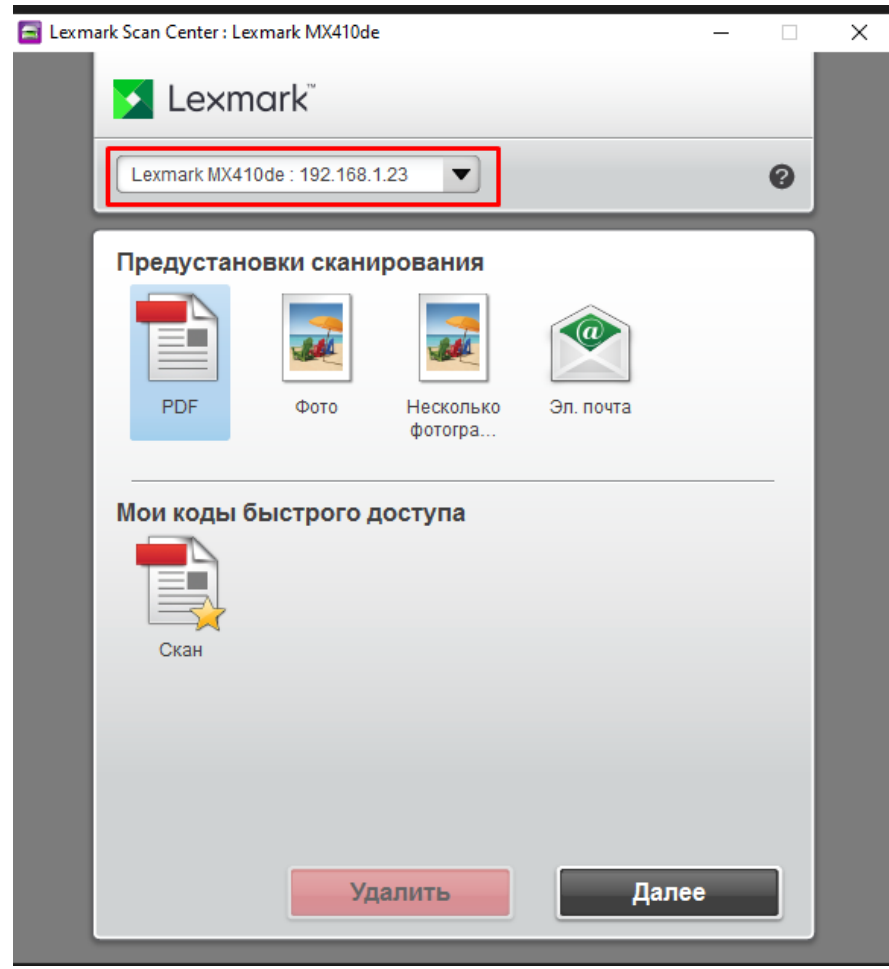 Lexmark Scan Center : Lexmark MX410de
Lexmark™
Lexmark MX410de : 192.168.1.23
?
Предустановки сканирования
PDF
Фото
Несколько
фотогра...
Эл. почта
@
Мои коды быстрого доступа
Скан
Удалить
Далее